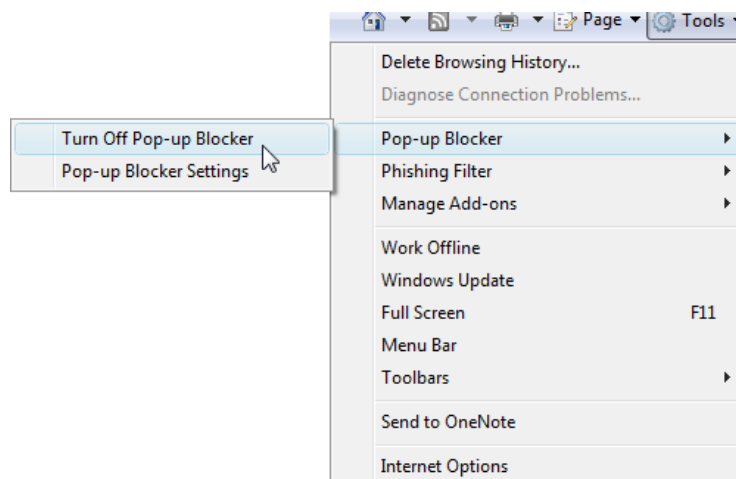 Page Tools
Delete Browsing History...
Diagnose Connection Problems...
Turn Off Pop-up Blocker
Pop-up Blocker Settings
Pop-up Blocker
Phishing Filter
Manage Add-ons
Work Offline
Windows Update
Full Screen F11
Menu Bar
Toolbars
Send to OneNote
Internet Options